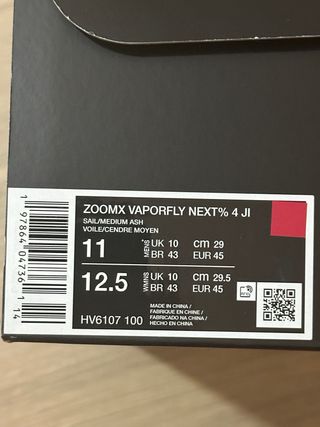 ZOOMX VAPORFLY NEXT% 4 JI
SAIL/MEDIUM ASH
VOILE/CENDRE MOYEN
11 MENS UK 10 cm 29
BR 43 EUR 45
12.5 WMNS UK 10 cm 29.5
BR 43 EUR 45
MADE IN CHINA /
FABRIQUE EN CHINE /
FABRICADO NA CHINA /
HECHO EN CHINA
HV6107 100
1 97864 04736 1 14